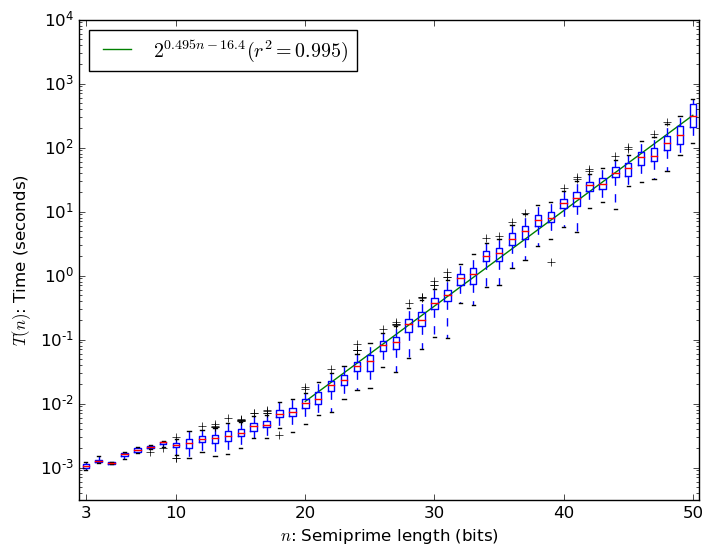 10^4
2^{0.495n−16.4}(r^2=0.995)
10^3
10^2
10^1
10^0
10^{-1}
10^{-2}
10^{-3}
T(n): Time (seconds)
3 10 20 30 40 50
n: Semiprime length (bits)